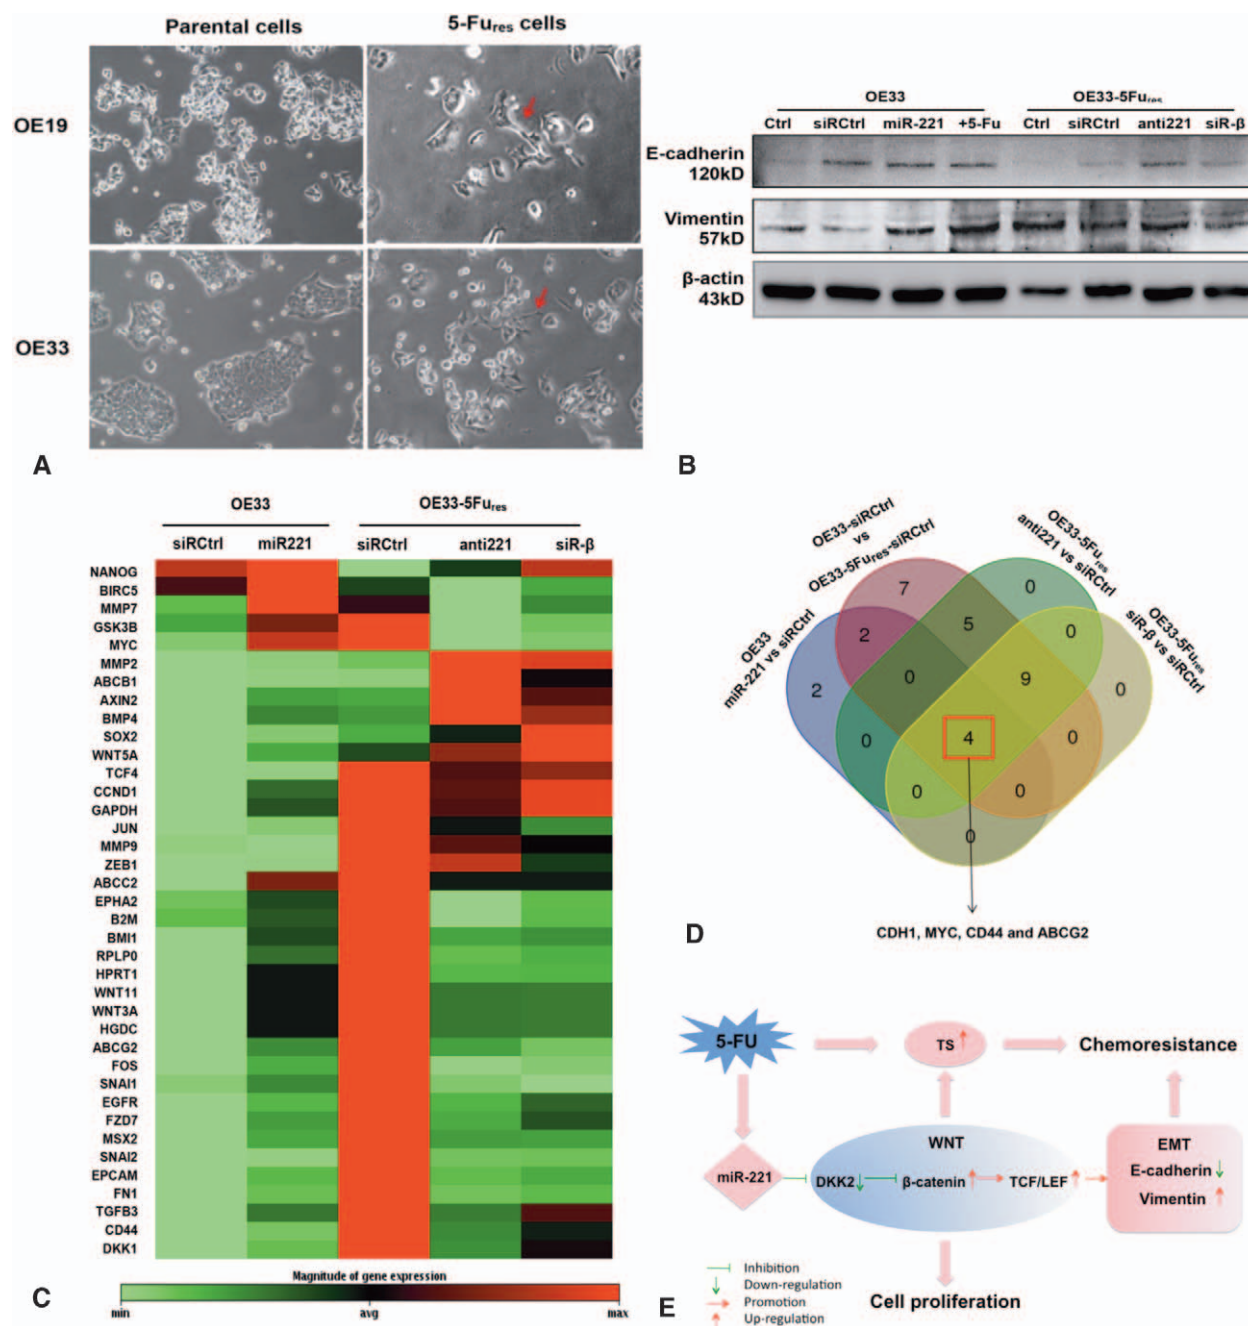 Parental cells
5-Fures cells
OE19
OE33
A
OE33
OE33-5Fures
Ctrl siRCtrl miR-221 +5-Fu Ctrl siRCtrl anti221 siR-β
E-cadherin
120kD
Vimentin
57kD
β-actin
43kD
B
OE33
OE33-5Fures
siRCtrl miR221 siRCtrl anti221 siR-β
NANOG
BIRC5
MMP7
GSK3B
MYC
MMP2
ABCB1
AXIN2
BMP4
SOX2
WNT5A
TCF4
CCND1
GAPDH
JUN
MMP9
ZEB1
ABCC2
EPHA2
B2M
BMI1
RPLP0
HPRT1
WNT11
WNT3A
HGDC
ABCG2
FOS
SNAI1
EGFR
FZD7
MSX2
SNAI2
EPCAM
FN1
TGFB3
CD44
DKK1
Magnitude of gene expression
min avg max
C
OE33
miR-221 vs siRCtrl
OE33-siRCtrl
vs
OE33-5Fures-siRCtrl
OE33-5Fures
anti221 vs siRCtrl
OE33-5Fures
siR-β vs siRCtrl
7
0
2
5
0
2
0
9
0
0
4
0
0
0
0
CDH1, MYC, CD44 and ABCG2
D
5-FU
TS
Chemoresistance
WNT
EMT
miR-221
DKK2
β-catenin
TCF/LEF
E-cadherin
Vimentin
Inhibition
Down-regulation
Promotion
Up-regulation
Cell proliferation
E